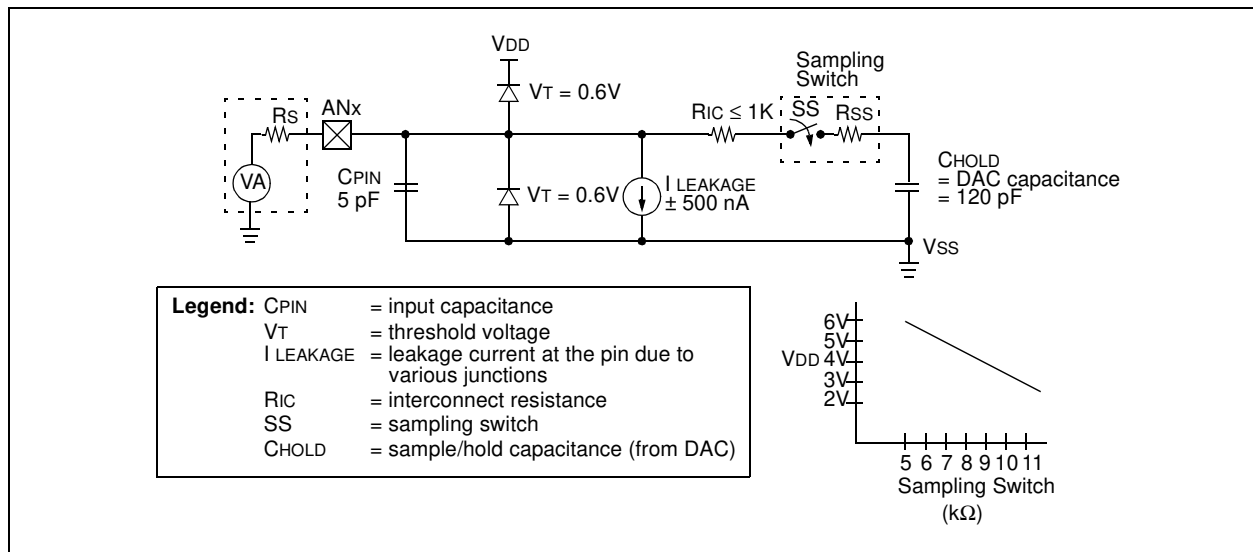 VDD
Sampling
Switch
VT = 0.6V
RS
ANx
RIC ≤ 1K
SS
RSS
VA
CPIN
5 pF
VT = 0.6V
I LEAKAGE
± 500 nA
CHOLD
= DAC capacitance
= 120 pF
VSS
Legend: CPIN = input capacitance
VT = threshold voltage
I LEAKAGE = leakage current at the pin due to
various junctions
RIC = interconnect resistance
SS = sampling switch
CHOLD = sample/hold capacitance (from DAC)
6V
5V
VDD 4V
3V
2V
5 6 7 8 9 10 11
Sampling Switch
(kΩ)